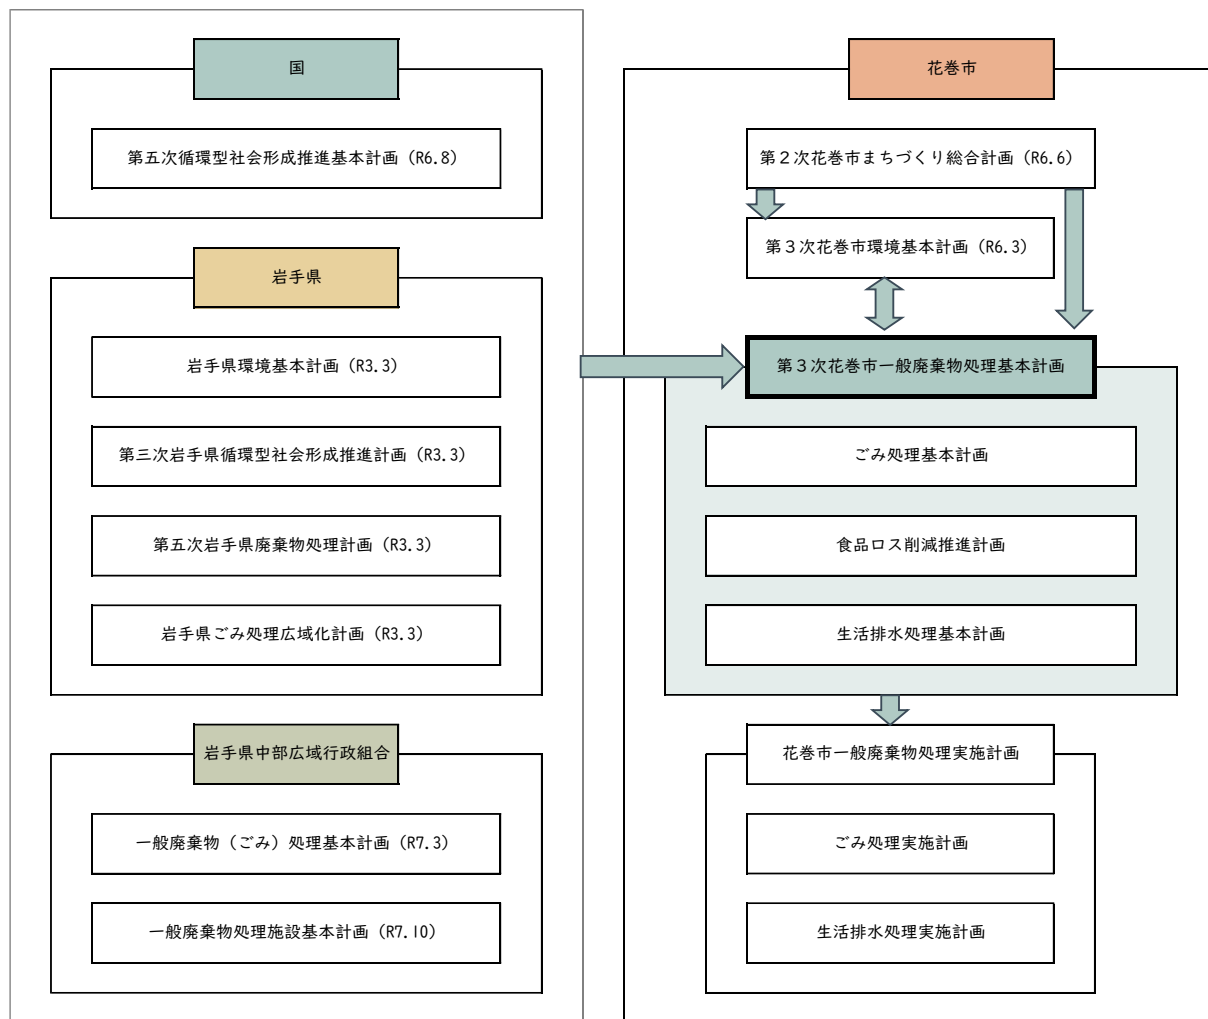 国
第五次循環型社会形成推進基本計画（R6.8）
岩手県
岩手県環境基本計画（R3.3）
第三次岩手県循環型社会形成推進計画（R3.3）
第五次岩手県廃棄物処理計画（R3.3）
岩手県ごみ処理広域化計画（R3.3）
岩手県中部広域行政組合
一般廃棄物（ごみ）処理基本計画（R7.3）
一般廃棄物処理施設基本計画（R7.10）
花巻市
第２次花巻市まちづくり総合計画（R6.6）
第３次花巻市環境基本計画（R6.3）
第３次花巻市一般廃棄物処理基本計画
ごみ処理基本計画
食品ロス削減推進計画
生活排水処理基本計画
花巻市一般廃棄物処理実施計画
ごみ処理実施計画
生活排水処理実施計画